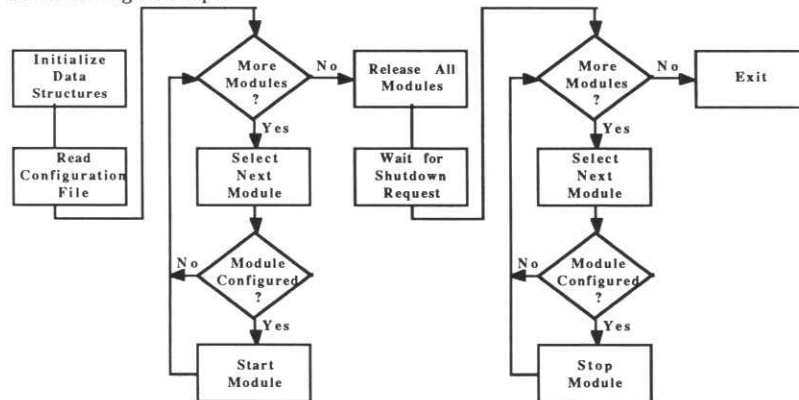 Initialize
Data
Structures
Read
Configuration
File
More
Modules
?
No
Yes
Select
Next
Module
Module
Configured
?
No
Yes
Start
Module
Release All
Modules
Wait for
Shutdown
Request
More
Modules
?
No
Yes
Select
Next
Module
Module
Configured
?
No
Yes
Stop
Module
Exit